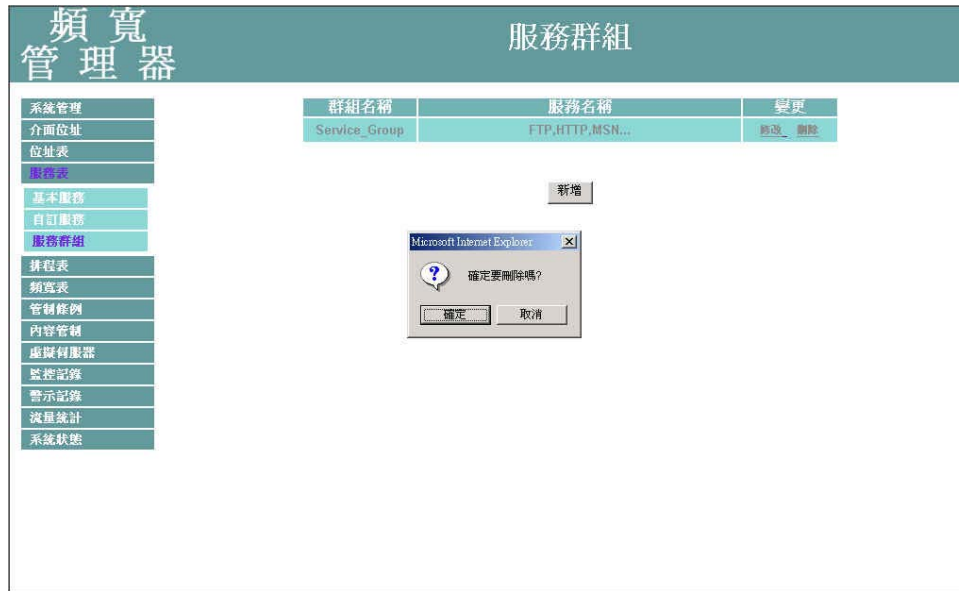 頻 寬
管 理 器
服務群組
系統管理
介面位址
位址表
服務表
基本服務
自訂服務
服務群組
排程表
頻寬表
管制條例
內容管制
虛擬伺服器
監控記錄
警示記錄
流量統計
系統狀態
群組名稱 服務名稱 變更
Service_Group FTP,HTTP,MSN... 修改 刪除
新增
Microsoft Internet Explorer
確定要刪除嗎?
確定 取消